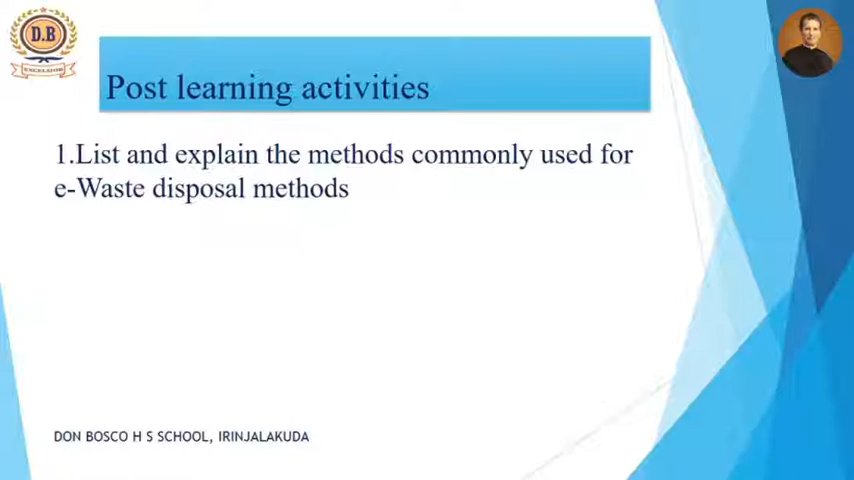 D.B
EXCELSIOR
Post learning activities
1.List and explain the methods commonly used for
e-Waste disposal methods
DON BOSCO H S SCHOOL, IRINJALAKUDA